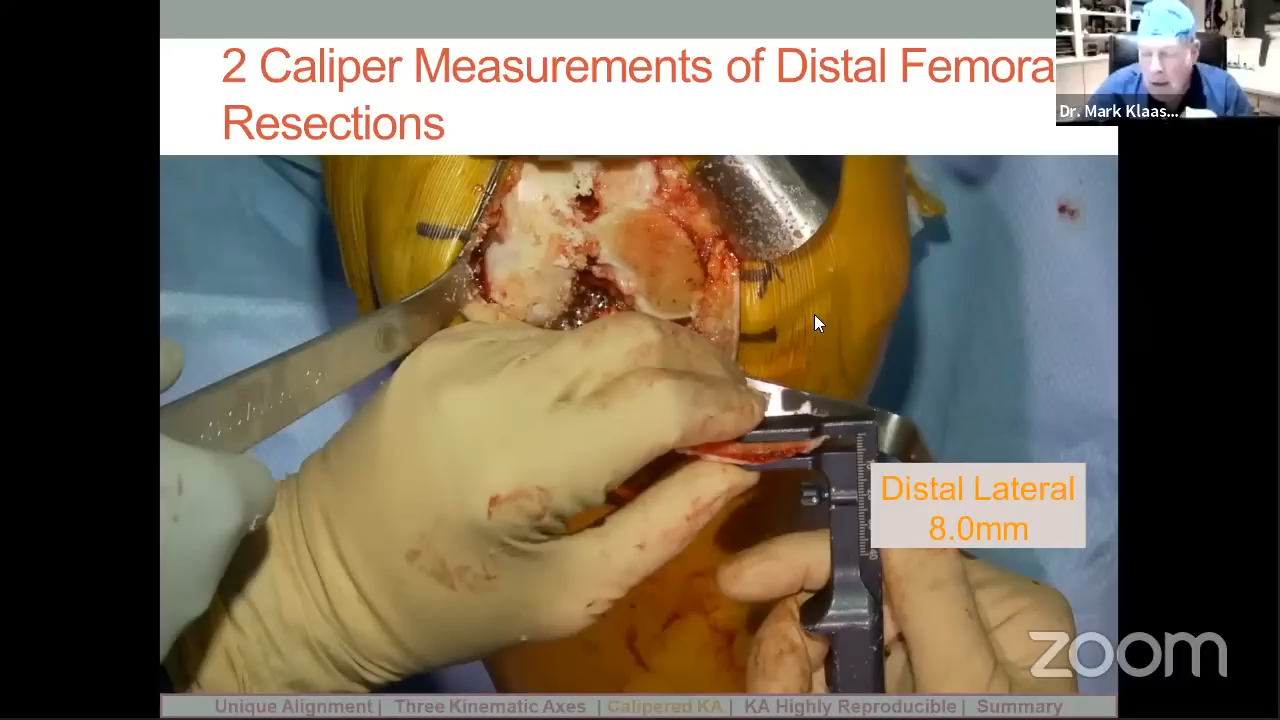 2 Caliper Measurements of Distal Femora
Resections
Dr. Mark Klaas...
Distal Lateral
8.0mm
zoom
Unique Alignment | Three Kinematic Axes | Calipered KA | KA Highly Reproducible | Summary